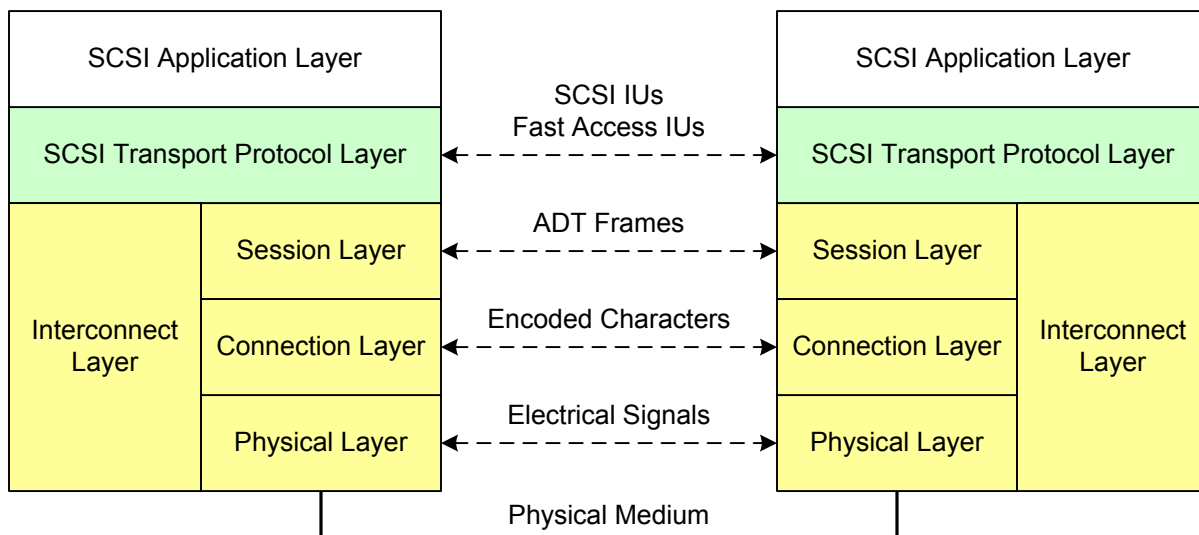 SCSI Application Layer
SCSI Application Layer
SCSI IUs
Fast Access IUs
SCSI Transport Protocol Layer
SCSI Transport Protocol Layer
ADT Frames
Session Layer
Session Layer
Interconnect
Layer
Encoded Characters
Connection Layer
Connection Layer
Interconnect
Layer
Electrical Signals
Physical Layer
Physical Layer
Physical Medium